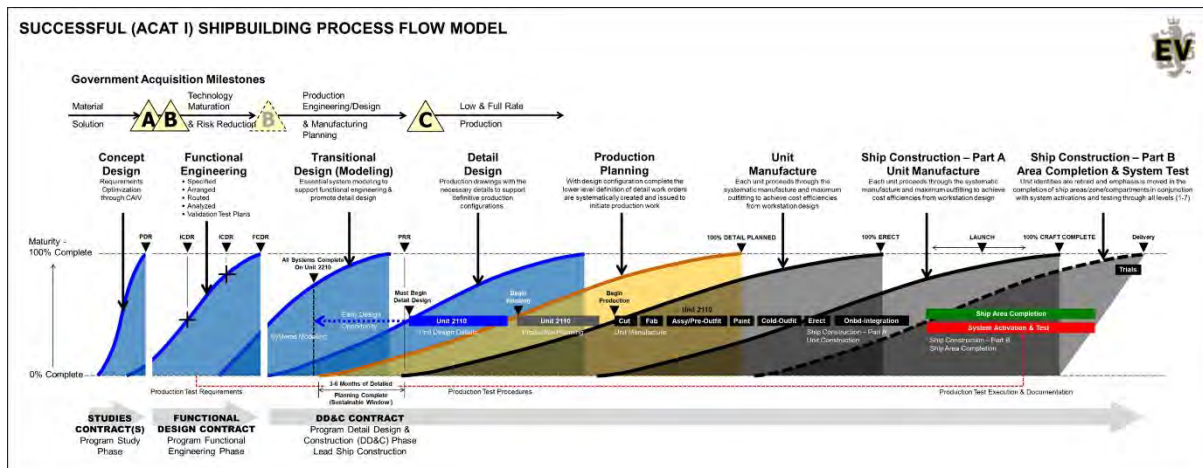 SUCCESSFUL (ACAT I) SHIPBUILDING PROCESS FLOW MODEL
EV
Government Acquisition Milestones
Material
Solution
A
B
Technology
Maturation
& Risk Reduction
B
Production
Engineering/Design
& Manufacturing
Planning
C
Low & Full Rate
Production
Concept
Design
Requirements
Optimization
through CAIV
Functional
Engineering
• Specified
• Arranged
• Routed
• Analyzed
• Validation Test Plans
Transitional
Design (Modeling)
Essential system modeling to
support functional engineering &
promote detail design
Detail
Design
Production drawings with the
necessary details to support
definitive production
configurations
Production
Planning
With design configuration complete the
lower-level definition of detail work orders
are systematically created and issued to
initiate production work
Unit
Manufacture
Each unit proceeds through the
systematic manufacture and maximum
outfitting to achieve cost efficiencies
from workstation design
Ship Construction – Part A
Unit Manufacture
Each unit proceeds through the systematic
manufacture and maximum outfitting to achieve
cost efficiencies from workstation design
Ship Construction – Part B
Area Completion & System Test
Unit identities are retired and emphasis is moved in the
completion of ship areas/zone/compartments in conjunction
with system activations and testing through all levels (1-7)
Maturity -
100% Complete
PDR
ICDR
ICDR
FCDR
PRR
100% DETAIL PLANNED
100% ERECT
LAUNCH
100% CRAFT COMPLETE
Delivery
Trials
All Systems Complete
On Unit 2210
Must Begin
Detail Design
Begin
Planning
Begin
Production
Early Design
Opportunity
Systems Modeling
Unit 2110
Unit Design Details
Unit 2110
Production Planning
Unit 2110
Cut
Fab
Assy/Pre-Outfit
Paint
Cold-Outfit
Erect
Onbd-Integration
Unit Manufacture
Ship Construction – Part A
Unit Construction
Ship Area Completion
System Activation & Test
Ship Construction – Part B
Ship Area Completion
0% Complete
Production Test Requirements
3-6 Months of Detailed
Planning Complete
(Sustainable Window)
Production Test Procedures
Production Test Execution & Documentation
STUDIES
CONTRACT(S)
Program Study
Phase
FUNCTIONAL
DESIGN CONTRACT
Program Functional
Engineering Phase
DD&C CONTRACT
Program Detail Design &
Construction (DD&C) Phase
Lead Ship Construction